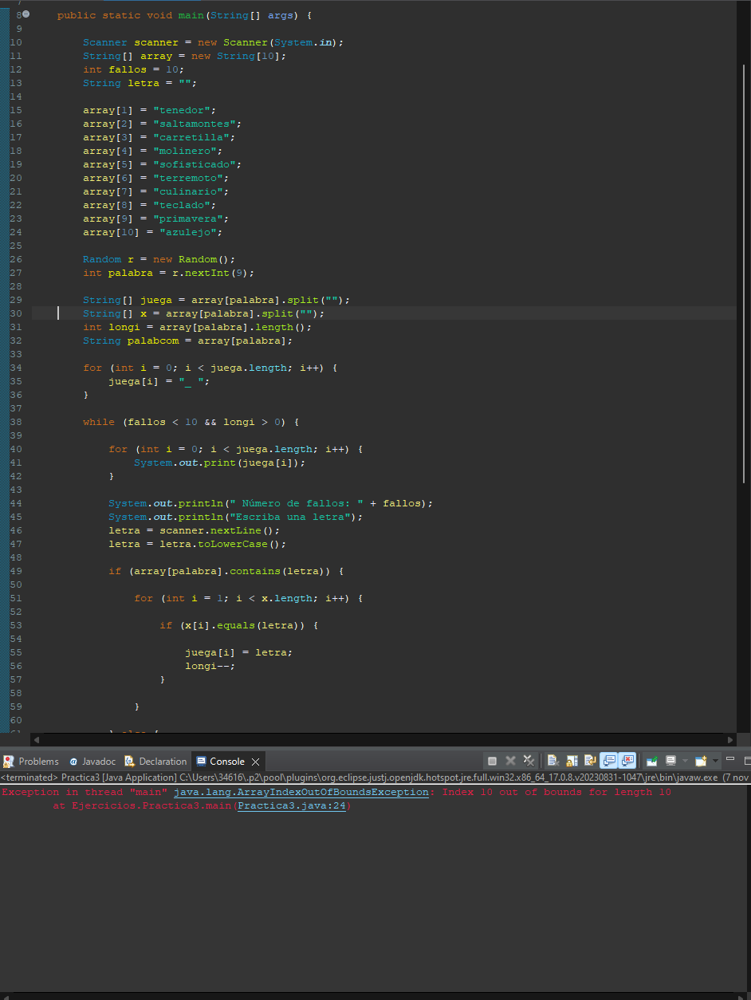 7
8 public static void main(String[] args) {
9
10 Scanner scanner = new Scanner(System.in);
11 String[] array = new String[10];
12 int fallos = 10;
13 String letra = "";
14
15 array[1] = "tenedor";
16 array[2] = "saltamontes";
17 array[3] = "carretilla";
18 array[4] = "molinero";
19 array[5] = "sofisticado";
20 array[6] = "terremoto";
21 array[7] = "culinario";
22 array[8] = "teclado";
23 array[9] = "primavera";
24 array[10] = "azulejo";
25
26 Random r = new Random();
27 int palabra = r.nextInt(9);
28
29 String[] juega = array[palabra].split("");
30 String[] x = array[palabra].split("");
31 int longi = array[palabra].length();
32 String palabcom = array[palabra];
33
34 for (int i = 0; i < juega.length; i++) {
35 juega[i] = "_ ";
36 }
37
38 while (fallos < 10 && longi > 0) {
39
40 for (int i = 0; i < juega.length; i++) {
41 System.out.print(juega[i]);
42 }
43
44 System.out.println(" Número de fallos: " + fallos);
45 System.out.println("Escriba una letra");
46 letra = scanner.nextLine();
47 letra = letra.toLowerCase();
48
49 if (array[palabra].contains(letra)) {
50
51 for (int i = 1; i < x.length; i++) {
52
53 if (x[i].equals(letra)) {
54
55 juega[i] = letra;
56 longi--;
57 }
58
59 }
60
61 } else {
Problems Javadoc Declaration Console
<terminated> Practica3 [Java Application] C:\Users\34616\.p2\pool\plugins\org.eclipse.justj.openjdk.hotspot.jre.full.win32.x86_64_17.0.8.v20230831-1047\jre\bin\javaw.exe (7 nov
Exception in thread "main" java.lang.ArrayIndexOutOfBoundsException: Index 10 out of bounds for length 10
at Ejercicios.Practica3.main(Practica3.java:24)